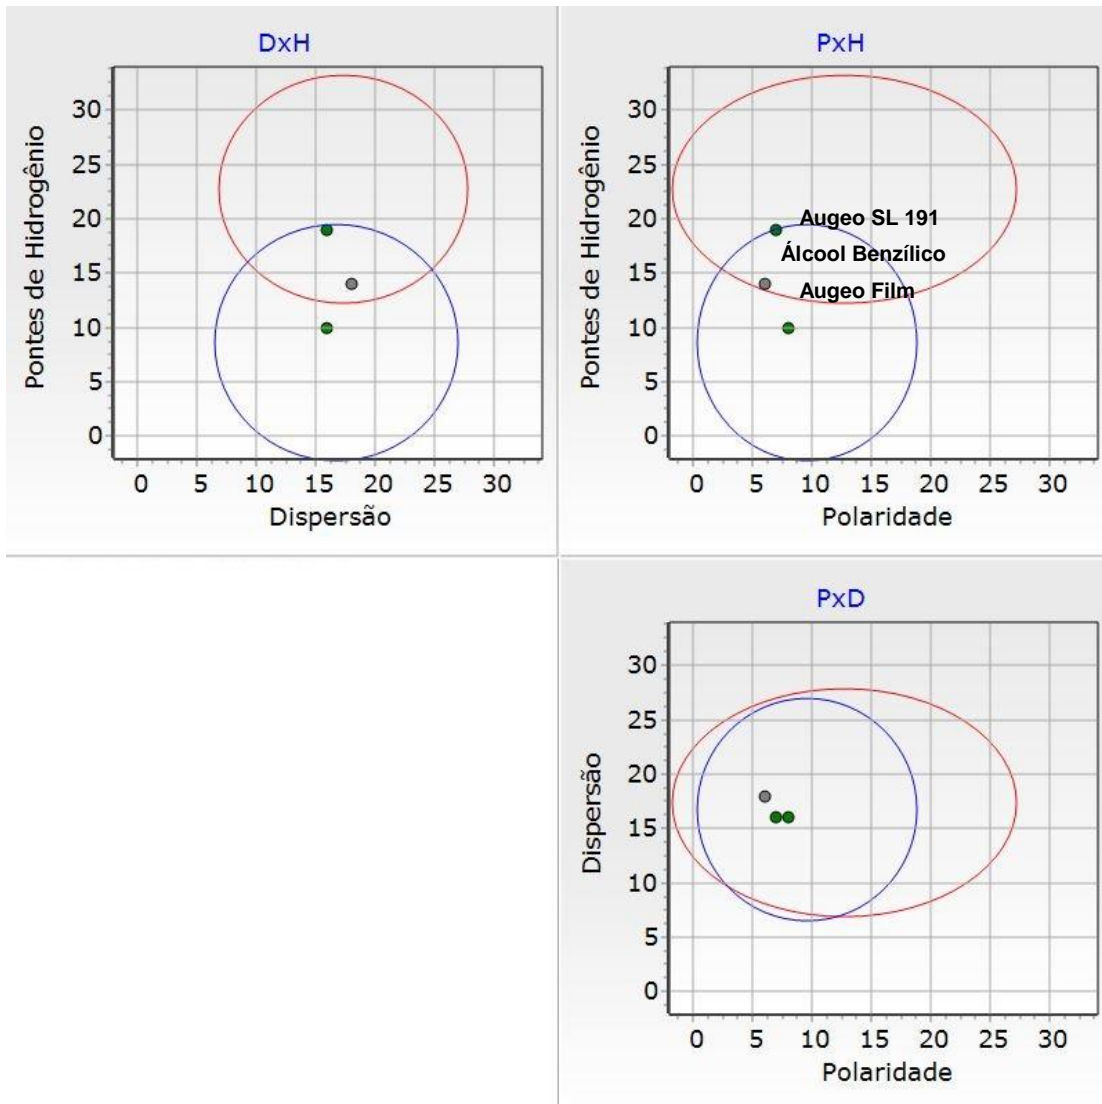 DxH
Pontes de Hidrogênio
30
25
20
15
10
5
0
0 5 10 15 20 25 30
Dispersão
PxH
Pontes de Hidrogênio
30
25
20
15
10
5
0
Augeo SL 191
Álcool Benzílico
Augeo Film
0 5 10 15 20 25 30
Polaridade
PxD
Dispersão
30
25
20
15
10
5
0
0 5 10 15 20 25 30
Polaridade